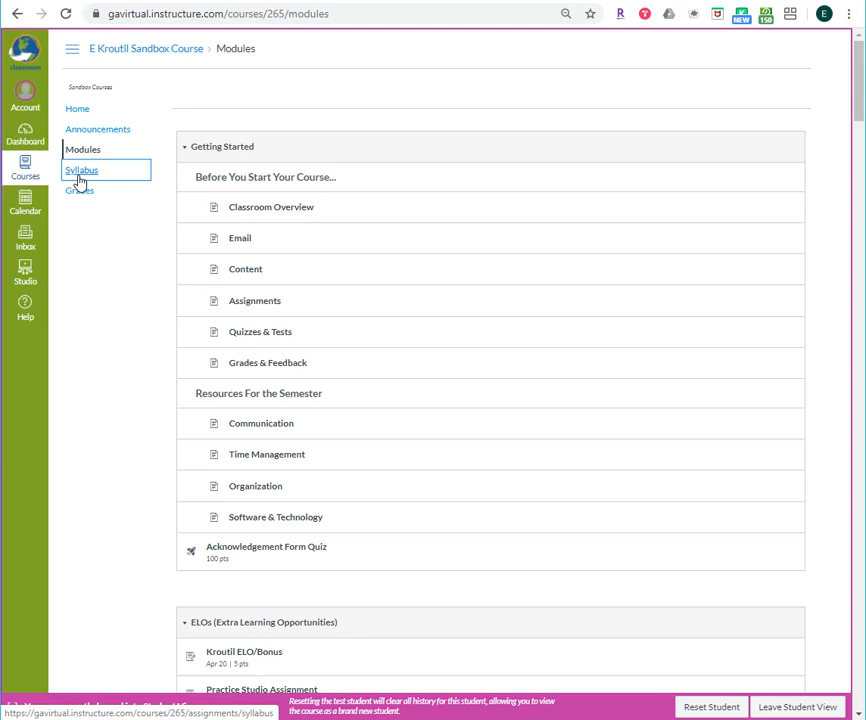 gavirtual.instructure.com/courses/265/modules
R
NEW
150
E
classroom
Account
Dashboard
Courses
Calendar
Inbox
Studio
Help
E Kroutil Sandbox Course › Modules
Sandbox Courses
Home
Announcements
Modules
Syllabus
Grades
Getting Started
Before You Start Your Course...
Classroom Overview
Email
Content
Assignments
Quizzes & Tests
Grades & Feedback
Resources For the Semester
Communication
Time Management
Organization
Software & Technology
Acknowledgement Form Quiz
100 pts
ELOs (Extra Learning Opportunities)
Kroutil ELO/Bonus
Apr 20 | 5 pts
Practice Studio Assignment
Resetting the test student will clear all history for this student, allowing you to view
the course as a brand new student.
Reset Student
Leave Student View
https://gavirtual.instructure.com/courses/265/assignments/syllabus